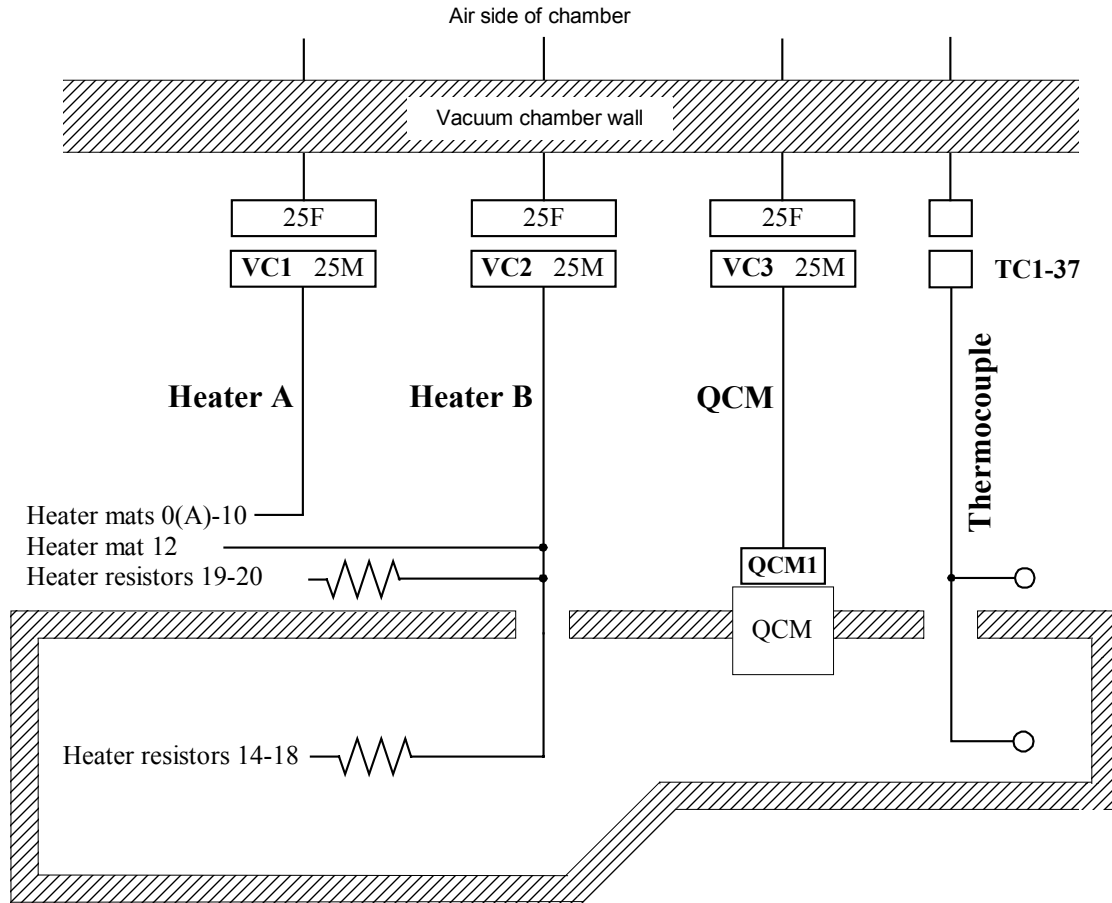 Air side of chamber
Vacuum chamber wall
25F
25F
25F
VC1 25M
VC2 25M
VC3 25M
TC1-37
Heater A
Heater B
QCM
Thermocouple
Heater mats 0(A)-10
Heater mat 12
Heater resistors 19-20
QCM1
QCM
Heater resistors 14-18